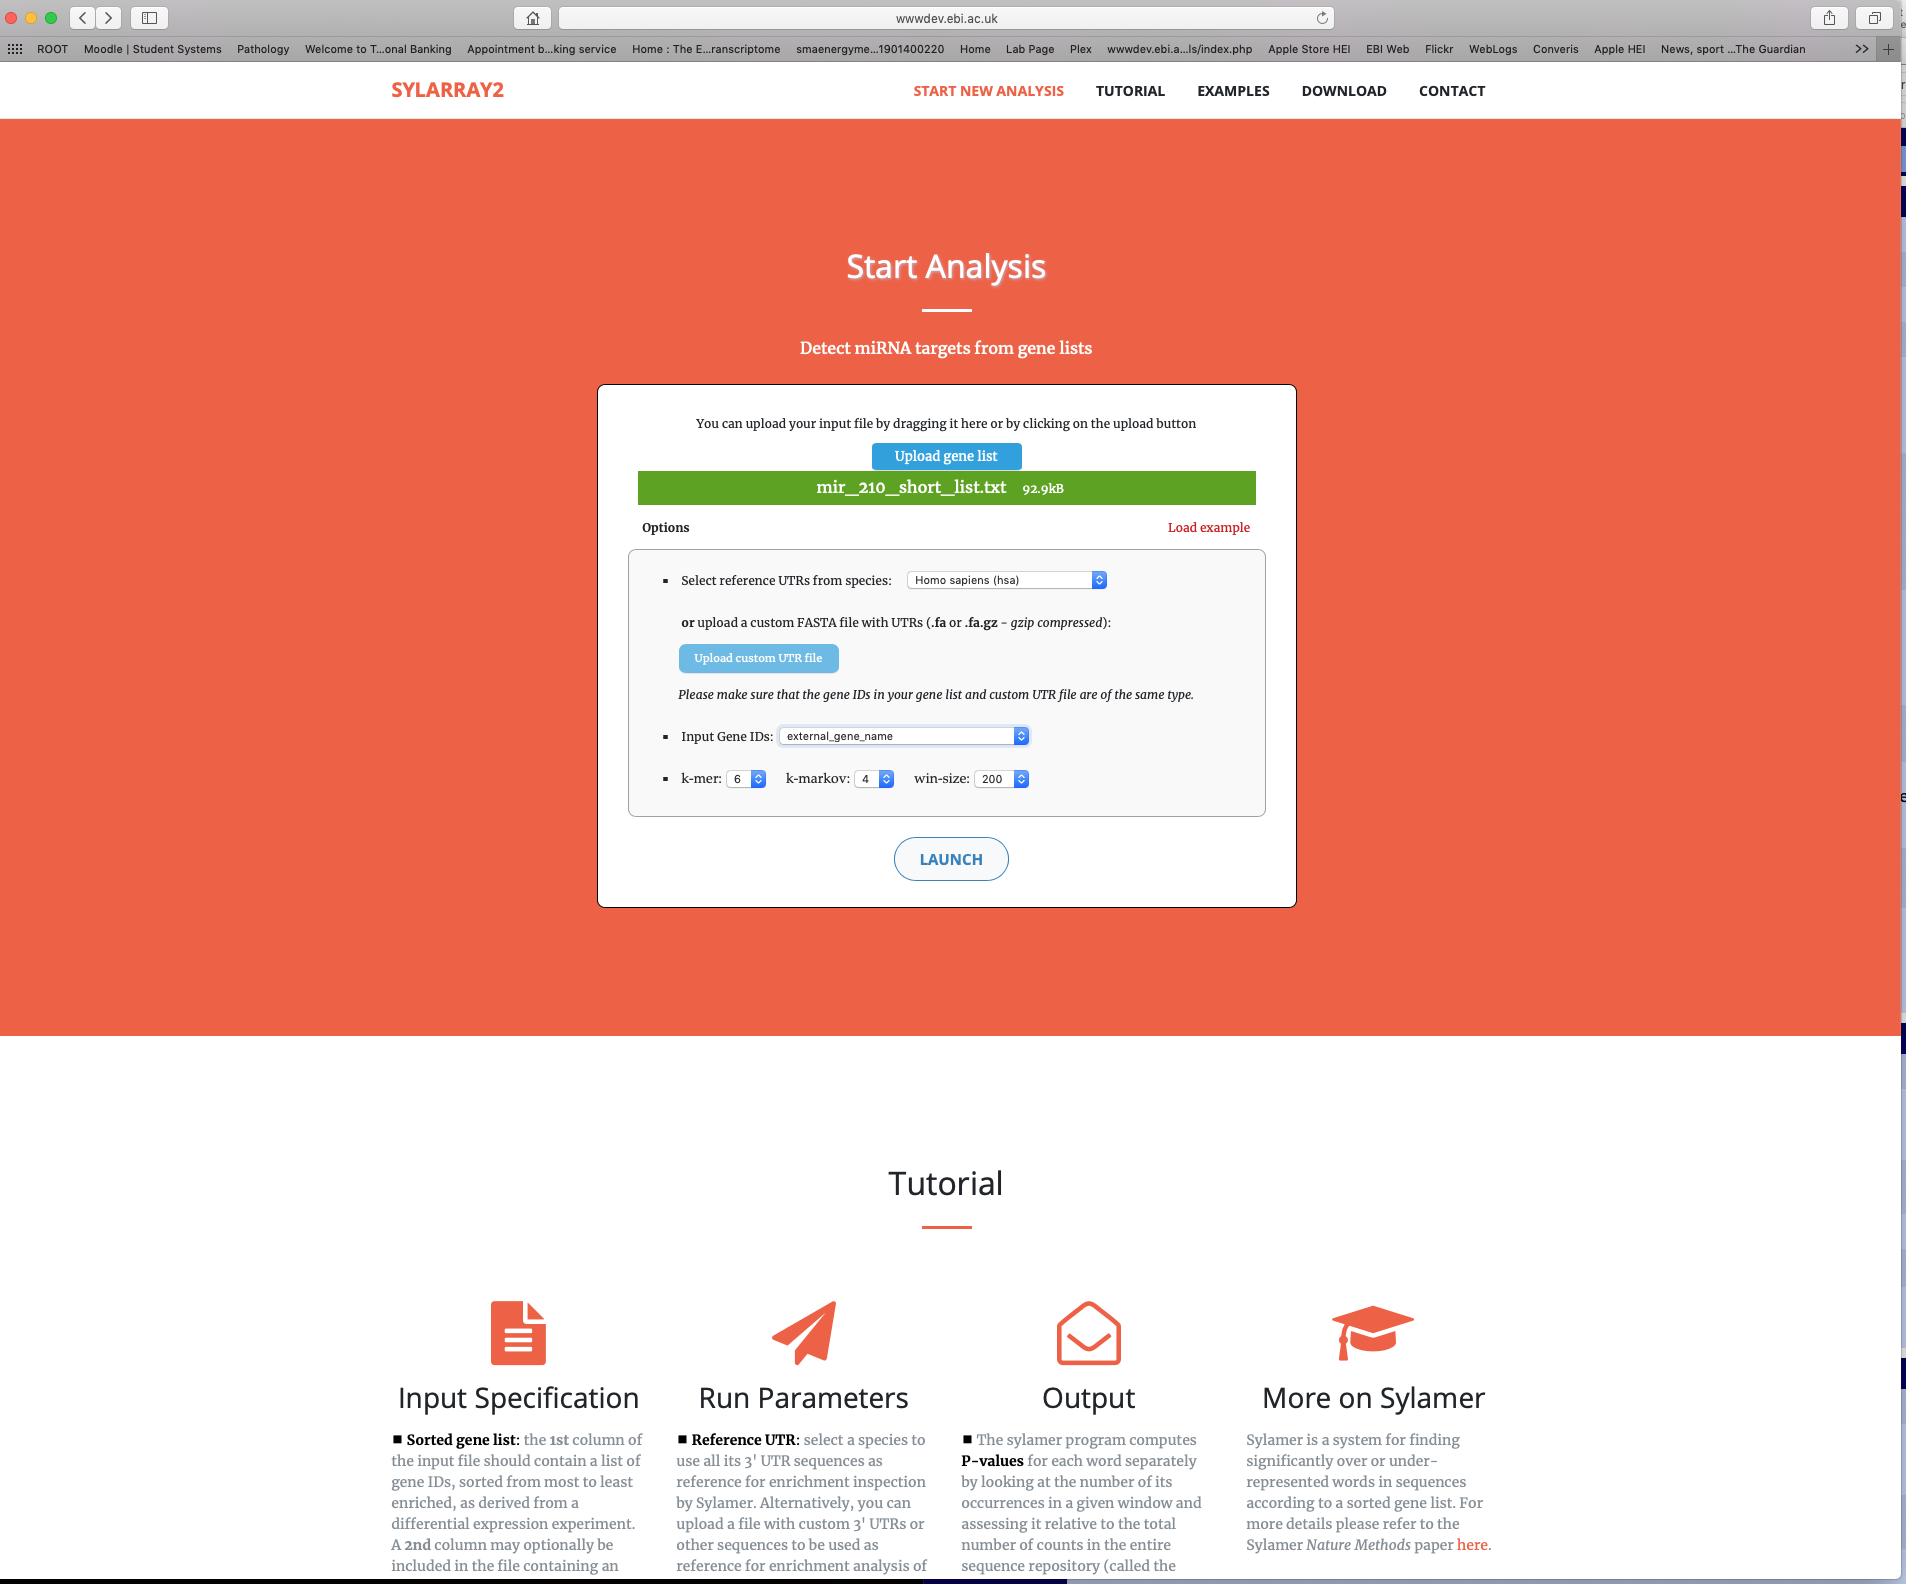 wwwdev.ebi.ac.uk
ROOT Moodle | Student Systems Pathology Welcome to T...onal Banking Appointment b...king service Home : The E...ranscriptome smaenergyme...1901400220 Home Lab Page Plex wwwdev.ebi.a...ls/index.php Apple Store HEI EBI Web Flickr WebLogs Converis Apple HEI News, sport ...The Guardian >> +
SYLARRAY2 START NEW ANALYSIS TUTORIAL EXAMPLES DOWNLOAD CONTACT
Start Analysis
Detect miRNA targets from gene lists
You can upload your input file by dragging it here or by clicking on the upload button
Upload gene list
mir_210_short_list.txt 92.9kB
Options Load example
Select reference UTRs from species: Homo sapiens (hsa)
or upload a custom FASTA file with UTRs (.fa or .fa.gz - gzip compressed):
Upload custom UTR file
Please make sure that the gene IDs in your gene list and custom UTR file are of the same type.
Input Gene IDs: external_gene_name
k-mer: 6 k-markov: 4 win-size: 200
LAUNCH
Tutorial
Input Specification
Sorted gene list: the 1st column of
the input file should contain a list of
gene IDs, sorted from most to least
enriched, as derived from a
differential expression experiment.
A 2nd column may optionally be
included in the file containing an
Run Parameters
Reference UTR: select a species to
use all its 3' UTR sequences as
reference for enrichment inspection
by Sylamer. Alternatively, you can
upload a file with custom 3' UTRs or
other sequences to be used as
reference for enrichment analysis of
Output
The sylamer program computes
P-values for each word separately
by looking at the number of its
occurrences in a given window and
assessing it relative to the total
number of counts in the entire
sequence repository (called the
More on Sylamer
Sylamer is a system for finding
significantly over or under-
represented words in sequences
according to a sorted gene list. For
more details please refer to the
Sylamer Nature Methods paper here.